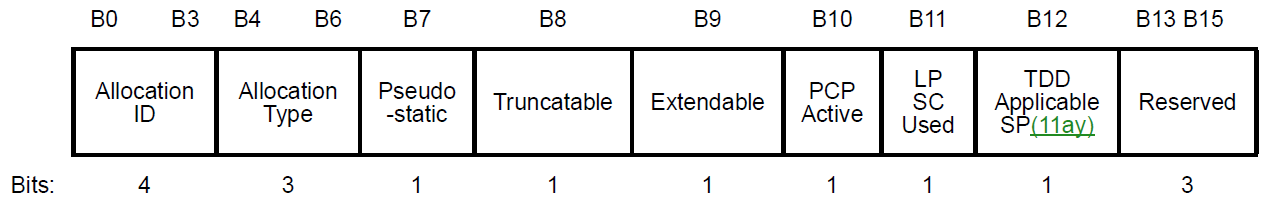 B0 B3 B4 B6 B7 B8 B9 B10 B11 B12 B13 B15
Allocation
ID
Allocation
Type
Pseudo
-static
Truncatable
Extendable
PCP
Active
LP
SC
Used
TDD
Applicable
SP(11ay)
Reserved
Bits: 4 3 1 1 1 1 1 1 3